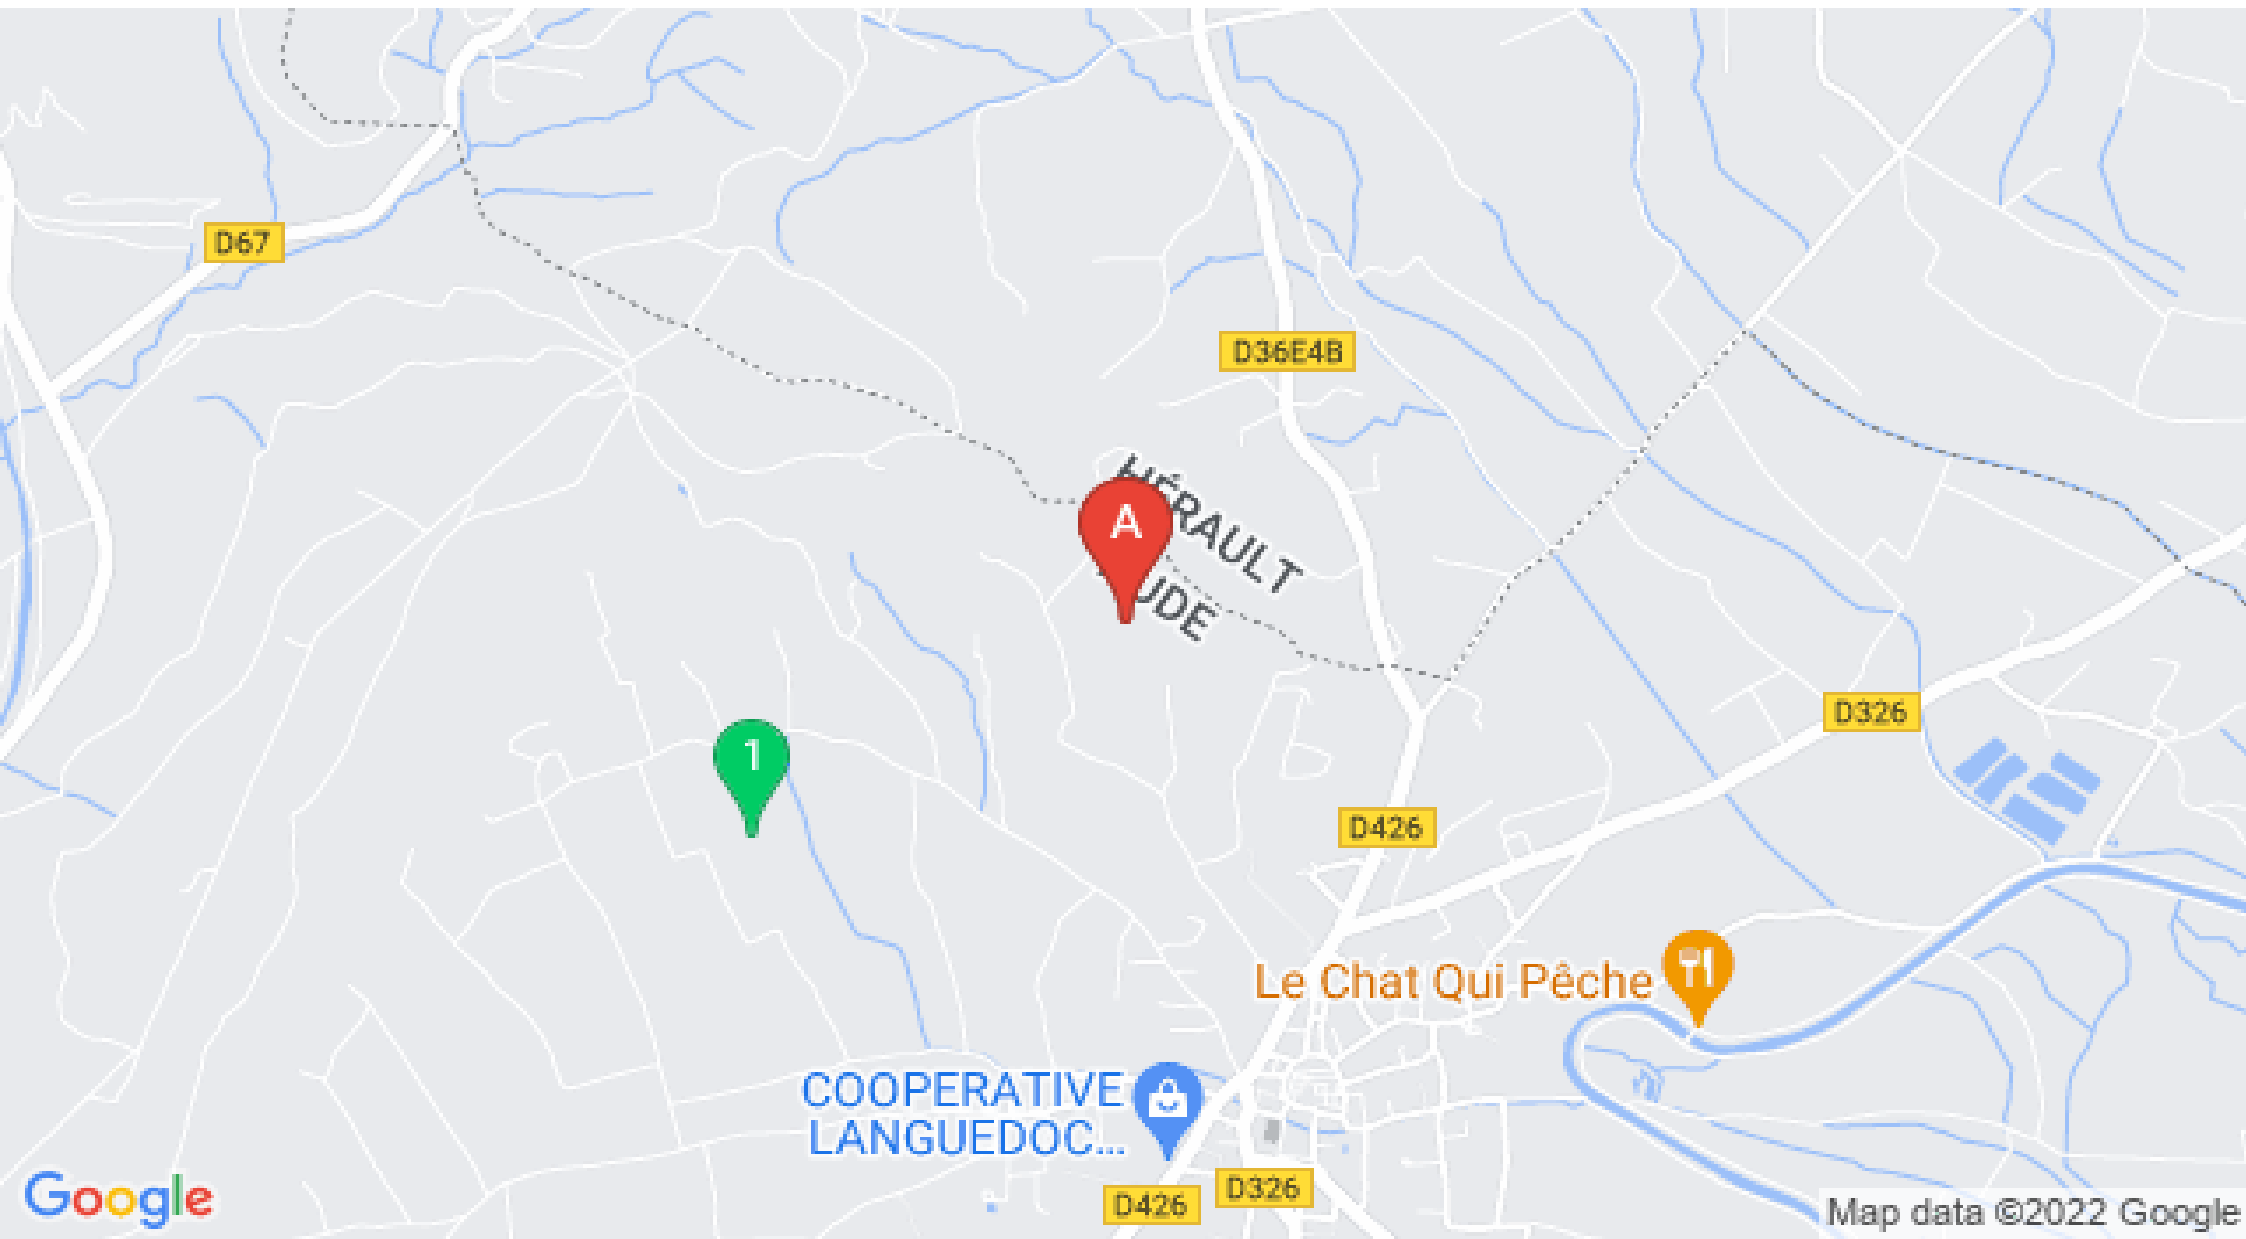 D67
D36E4B
HÉRAULT
A
UDE
D326
1
D426
Le Chat Qui Pêche
COOPERATIVE
LANGUEDOC...
D326
D426
Google
Map data ©2022 Google